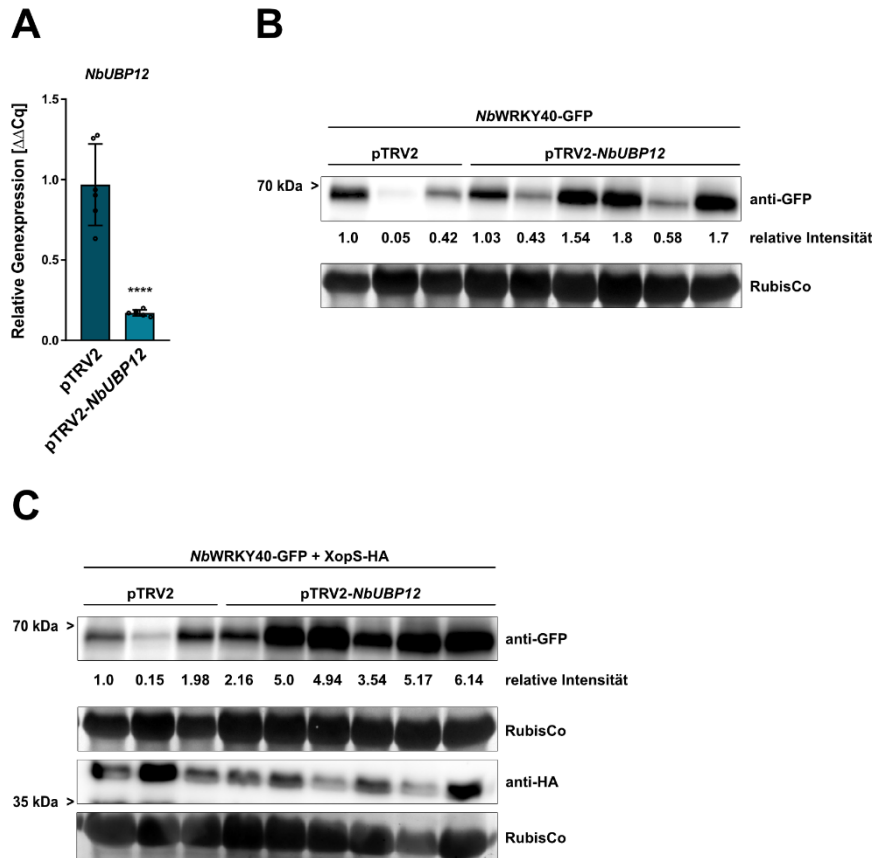 A
NbUBP12
Relative Genexpression [ΔΔCq]
1.5
1.0
0.5
0.0
****
pTRV2
pTRV2-NbUBP12
B
NbWRKY40-GFP
pTRV2 pTRV2-NbUBP12
70 kDa >
anti-GFP
1.0 0.05 0.42 1.03 0.43 1.54 1.8 0.58 1.7 relative Intensität
RubisCo
C
NbWRKY40-GFP + XopS-HA
pTRV2 pTRV2-NbUBP12
70 kDa >
anti-GFP
1.0 0.15 1.98 2.16 5.0 4.94 3.54 5.17 6.14 relative Intensität
RubisCo
anti-HA
35 kDa >
RubisCo